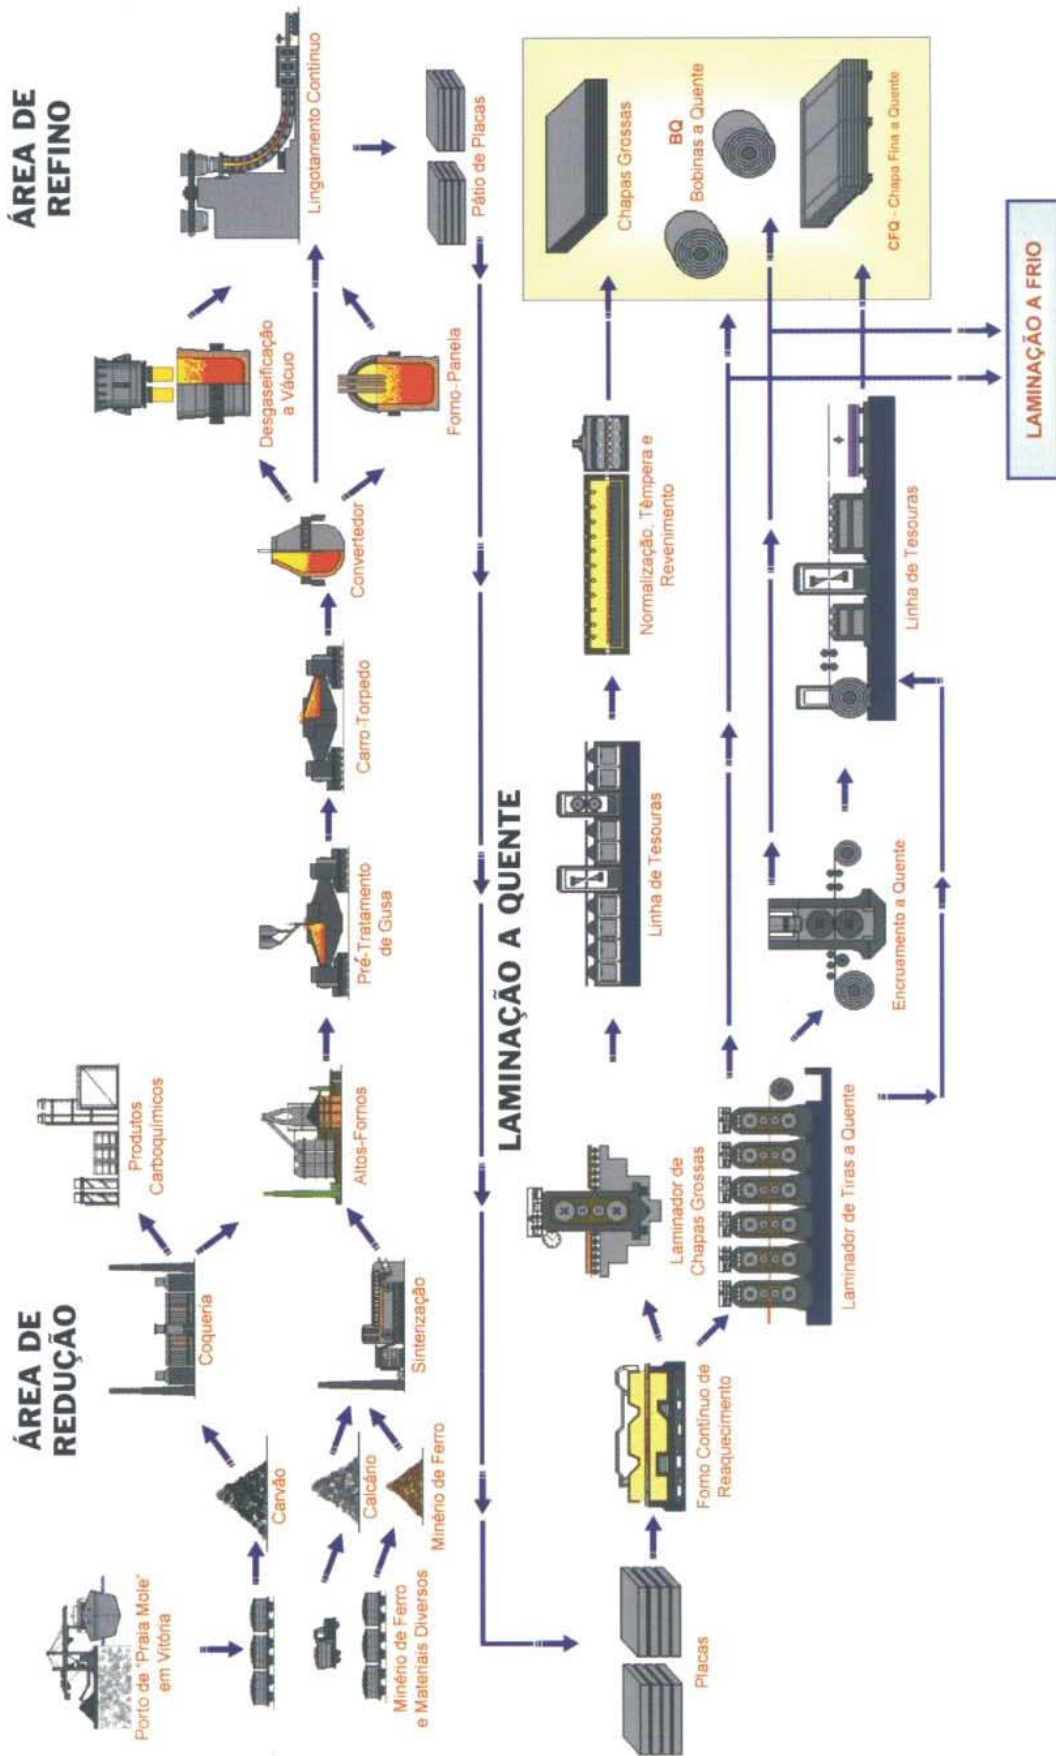 ÁREA DE
REDUÇÃO
ÁREA DE
REFINO
Porto de "Praia Mole"
em Vitória
Carvão
Calcário
Minério de Ferro
Minério de Ferro
e Materiais Diversos
Coqueria
Sinterização
Produtos
Carboquímicos
Altos-Fornos
Pré-Tratamento
de Gusa
Carro-Torpedo
Convertedor
Desgaseificação
a Vácuo
Forno-Panela
Lingotamento Contínuo
Pátio de Placas
LAMINAÇÃO A QUENTE
Placas
Forno Contínuo de
Reaquecimento
Laminador de
Chapas Grossas
Laminador de Tiras a Quente
Linha de Tesouras
Encruamento a Quente
Normalização, Têmpera e
Revenimento
Linha de Tesouras
Chapas Grossas
BQ
Bobinas a Quente
CFQ - Chapa Fina a Quente
LAMINAÇÃO A FRIO